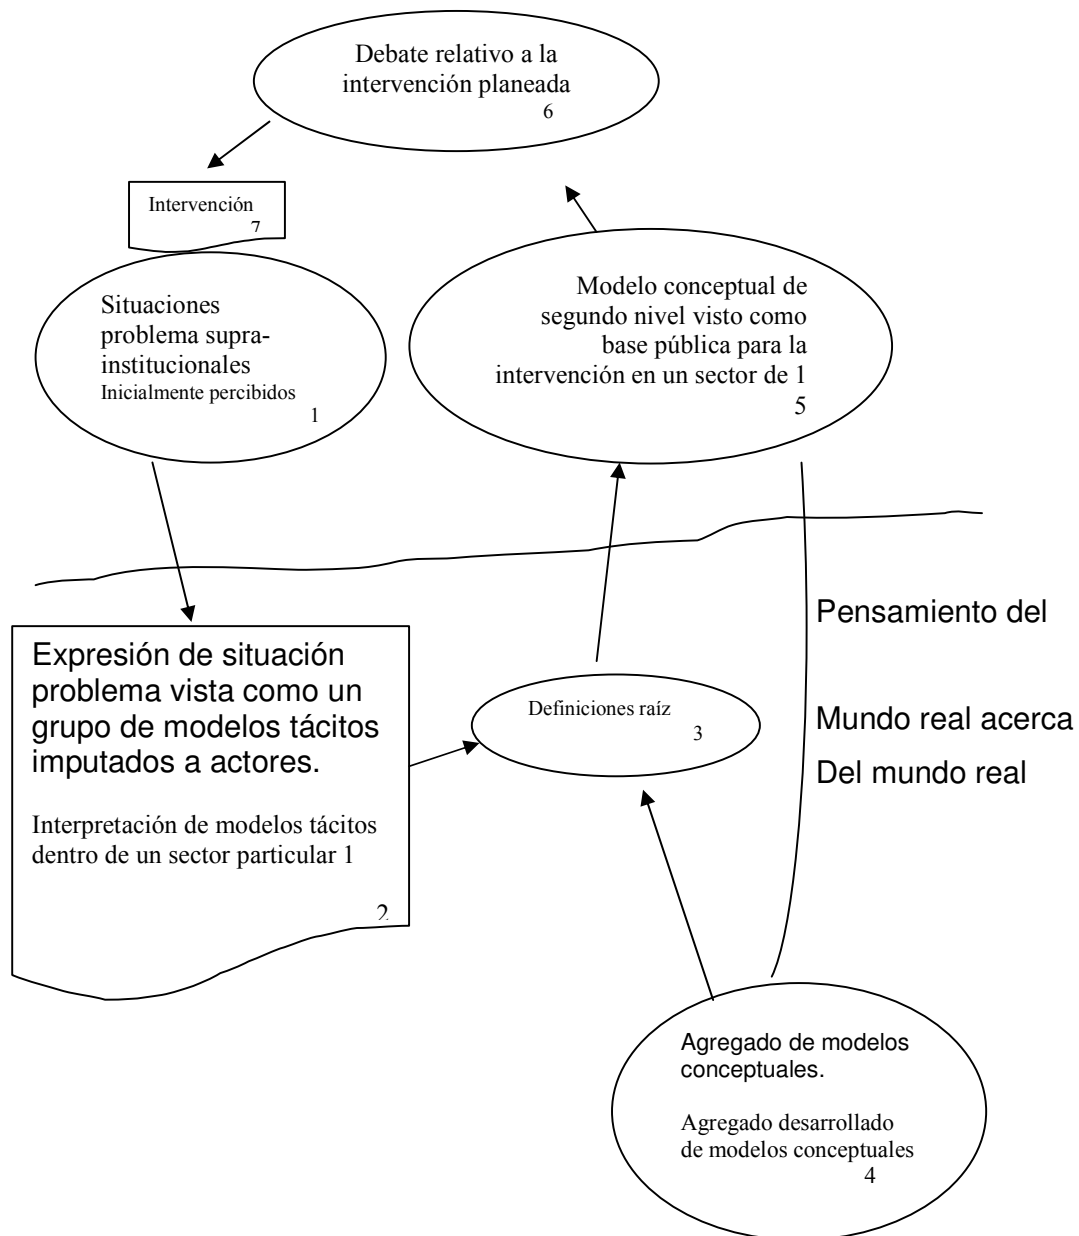 Debate relativo a la
intervención planeada
6
Intervención
7
Situaciones
problema supra-
institucionales
Inicialmente percibidos
1
Modelo conceptual de
segundo nivel visto como
base pública para la
intervención en un sector de 1
5
Pensamiento del
Mundo real acerca
Del mundo real
Expresión de situación
problema vista como un
grupo de modelos tácitos
imputados a actores.
Interpretación de modelos tácitos
dentro de un sector particular 1
2
Definiciones raíz
3
Agregado de modelos
conceptuales.
Agregado desarrollado
de modelos conceptuales
4